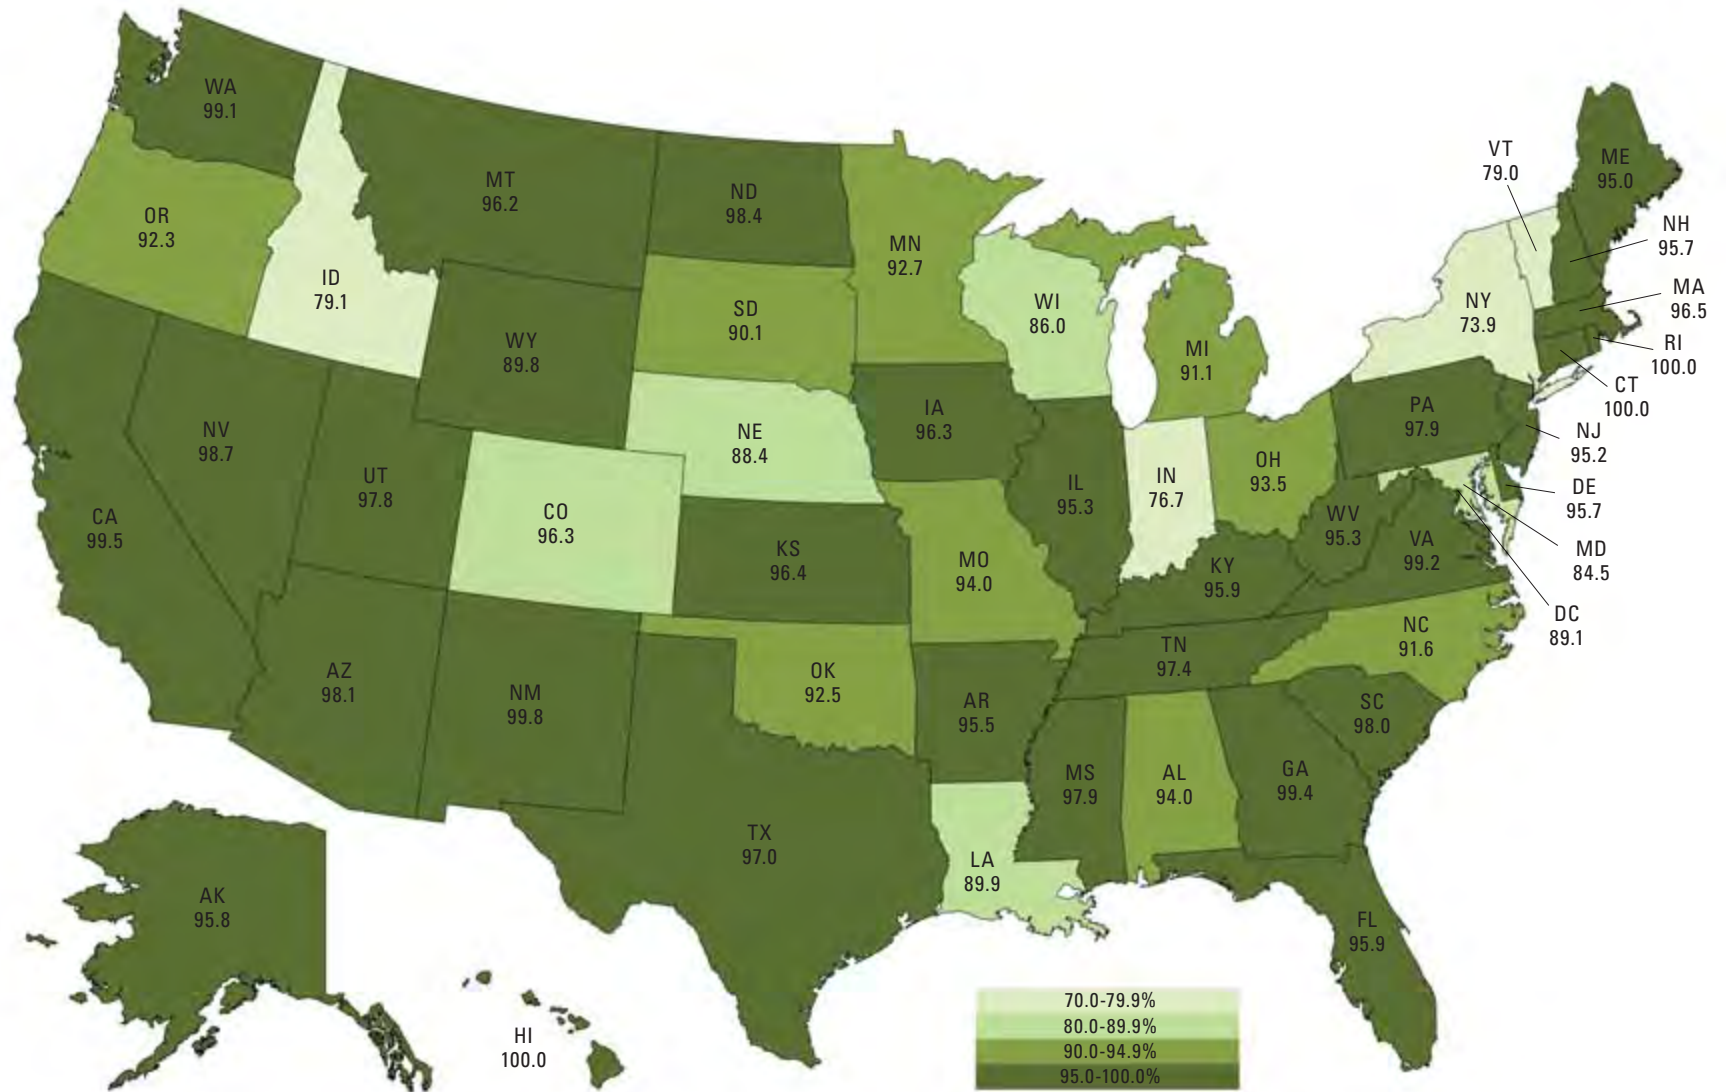 WA
99.1
MT
96.2
ND
98.4
OR
92.3
ID
79.1
MN
92.7
VT
79.0
ME
95.0
NH
95.7
MA
96.5
RI
100.0
CT
100.0
NY
73.9
WI
86.0
SD
90.1
WY
89.8
MI
91.1
IA
96.3
PA
97.9
NJ
95.2
NV
98.7
UT
97.8
NE
88.4
IL
95.3
IN
76.7
OH
93.5
DE
95.7
MD
84.5
DC
89.1
CA
99.5
CO
96.3
KS
96.4
MO
94.0
KY
95.9
WV
95.3
VA
99.2
NC
91.6
TN
97.4
AZ
98.1
NM
99.8
OK
92.5
AR
95.5
SC
98.0
MS
97.9
AL
94.0
GA
99.4
TX
97.0
LA
89.9
FL
95.9
AK
95.8
HI
100.0
70.0-79.9%
80.0-89.9%
90.0-94.9%
95.0-100.0%